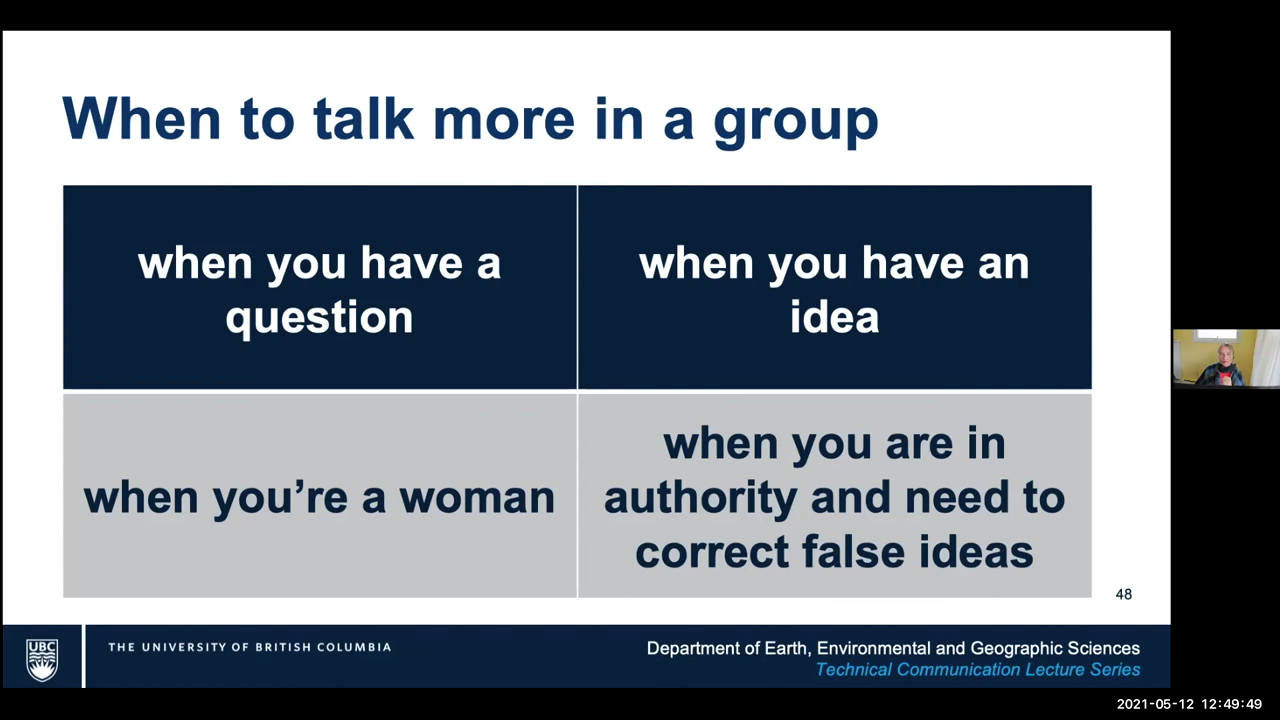 When to talk more in a group
when you have a
question
when you have an
idea
when you're a woman
when you are in
authority and need to
correct false ideas
48
UBC
THE UNIVERSITY OF BRITISH COLUMBIA
Department of Earth, Environmental and Geographic Sciences
Technical Communication Lecture Series
2021-05-12 12:49:49